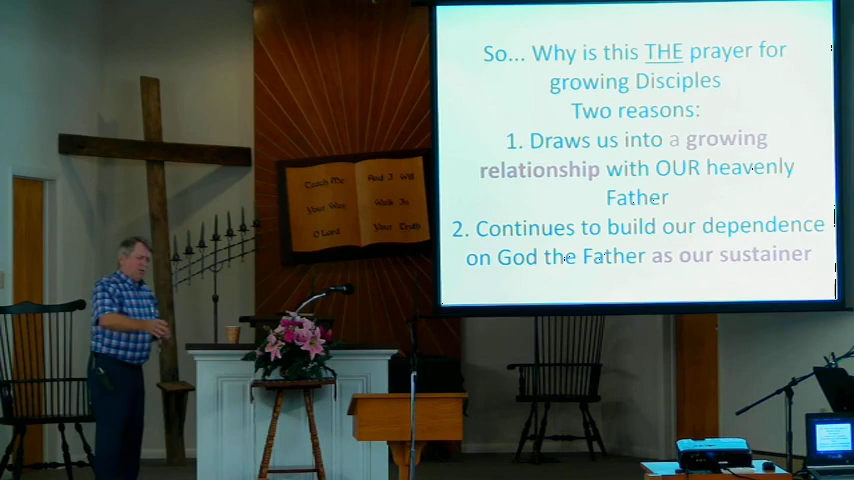 So... Why is this THE prayer for
growing Disciples
Two reasons:
1. Draws us into a growing
relationship with OUR heavenly
Father
2. Continues to build our dependence
on God the Father as our sustainer
Teach Me
Your Way
O Lord
And I Will
Walk In
Your Truth